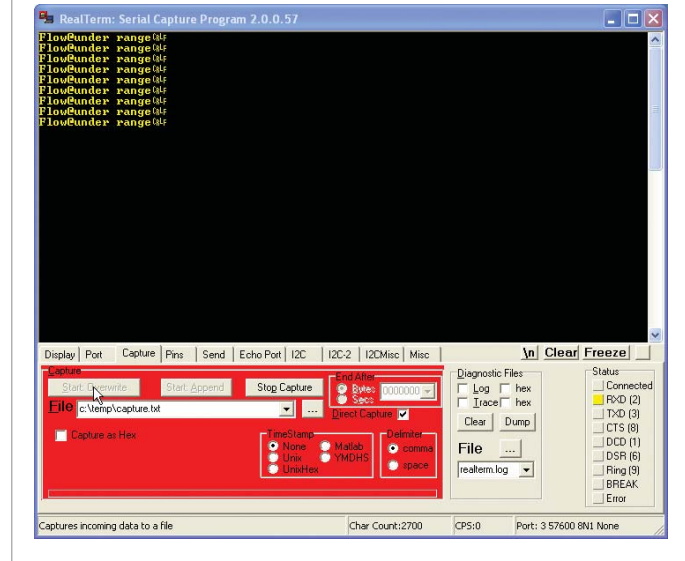 RealTerm: Serial Capture Program 2.0.0.57
Flow@under range
Flow@under range
Flow@under range
Flow@under range
Flow@under range
Flow@under range
Flow@under range
Flow@under range
Flow@under range
Display Port Capture Pins Send Echo Port I2C I2C-2 I2CMisc Misc \n Clear Freeze
Capture
Start: Overwrite Start: Append Stop Capture
End After
Bytes
Secs
0000000
File c:\temp\capture.txt ... Direct Capture
Capture as Hex
TimeStamp
None Matlab
Unix YMDHS
UnixHex
Delimiter
comma
space
Diagnostic Files
Log hex
Trace hex
Clear Dump
File ...
realterm.log
Status
Connected
RXD (2)
TXD (3)
CTS (8)
DCD (1)
DSR (6)
Ring (9)
BREAK
Error
Captures incoming data to a file Char Count:2700 CPS:0 Port: 3 57600 8N1 None